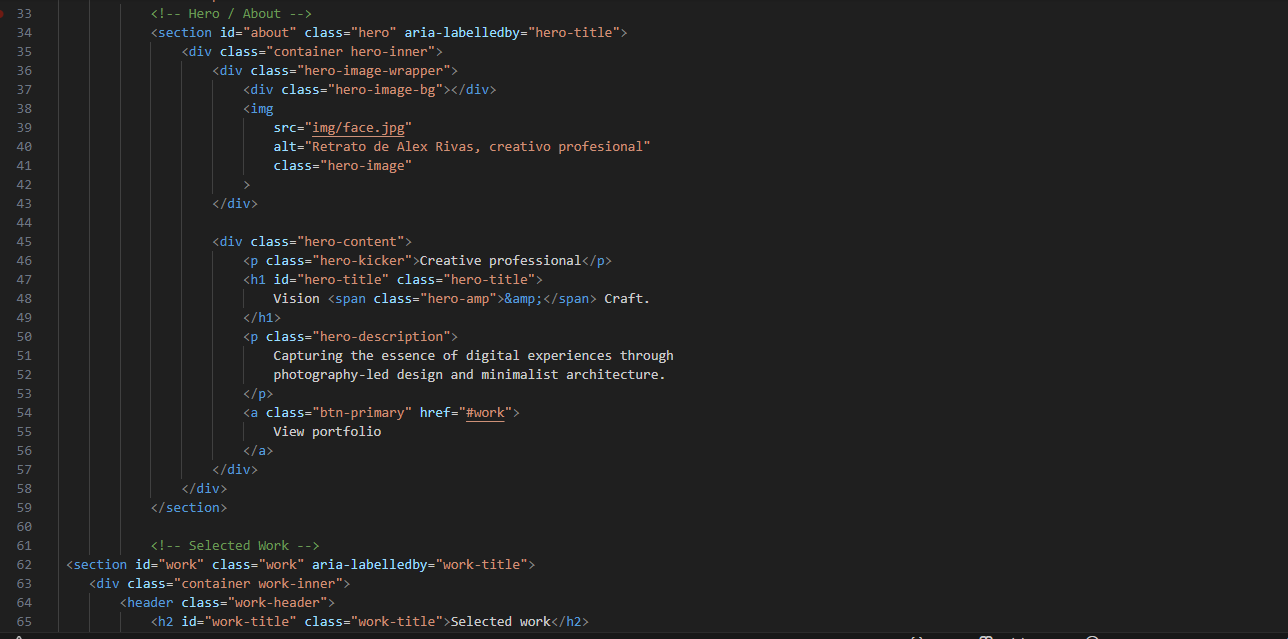 33 <!-- Hero / About -->
34 <section id="about" class="hero" aria-labelledby="hero-title">
35 <div class="container hero-inner">
36 <div class="hero-image-wrapper">
37 <div class="hero-image-bg"></div>
38 <img
39 src="img/face.jpg"
40 alt="Retrato de Alex Rivas, creativo profesional"
41 class="hero-image"
42 >
43 </div>
44
45 <div class="hero-content">
46 <p class="hero-kicker">Creative professional</p>
47 <h1 id="hero-title" class="hero-title">
48 Vision <span class="hero-amp">&amp;</span> Craft.
49 </h1>
50 <p class="hero-description">
51 Capturing the essence of digital experiences through
52 photography-led design and minimalist architecture.
53 </p>
54 <a class="btn-primary" href="#work">
55 View portfolio
56 </a>
57 </div>
58 </div>
59 </section>
60
61 <!-- Selected Work -->
62 <section id="work" class="work" aria-labelledby="work-title">
63 <div class="container work-inner">
64 <header class="work-header">
65 <h2 id="work-title" class="work-title">Selected work</h2>